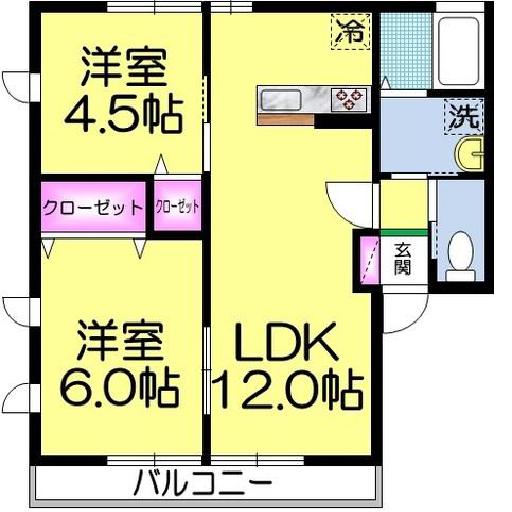 冷
洋室
4.5帖
洗
クローゼット
クローゼット
玄関
洋室
6.0帖
LDK
12.0帖
バルコニー